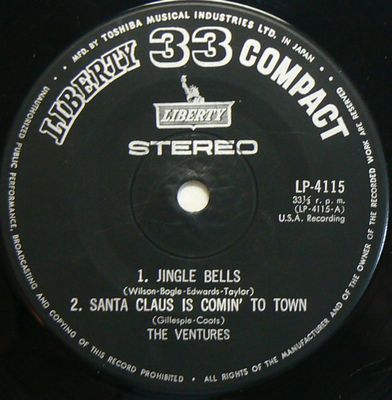 MFD. BY TOSHIBA MUSICAL INDUSTRIES LTD. IN JAPAN
LIBERTY 33 COMPACT
LIBERTY
STEREO
LP-4115
33⅓ r. p. m.
(LP-4115-A)
U.S.A. Recording
1. JINGLE BELLS
(Wilson-Bogle-Edwards-Taylor)
2. SANTA CLAUS IS COMIN' TO TOWN
(Gillespie-Coots)
THE VENTURES
UNAUTHORIZED PUBLIC PERFORMANCE, BROADCASTING AND COPYING OF THIS RECORD PROHIBITED • ALL RIGHTS OF THE MANUFACTURER AND OF THE OWNER OF THE RECORDED WORK ARE RESERVED